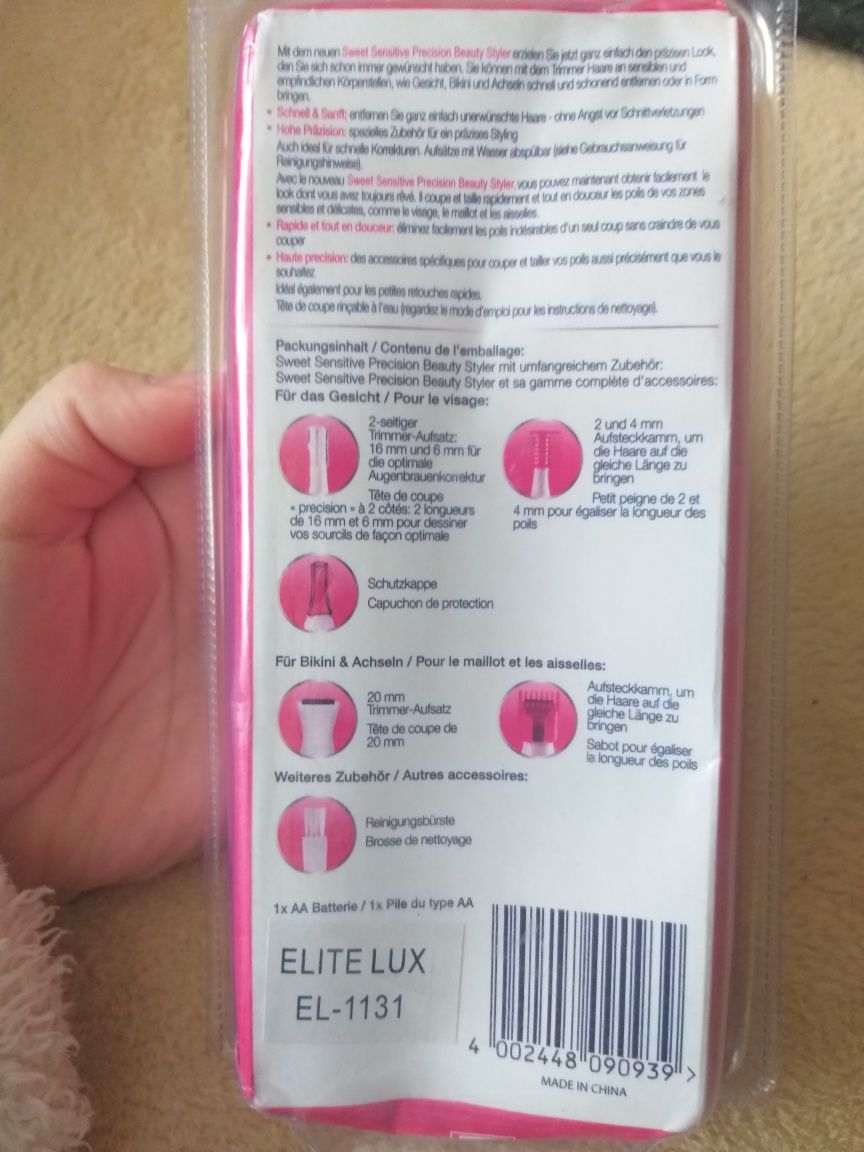 Mit dem neuen Sweet Sensitive Precision Beauty Styler erzielen Sie jetzt ganz einfach den präzisen Look,
den Sie sich schon immer gewünscht haben. Sie können mit dem Trimmer Haare an sensiblen und
empfindlichen Körperstellen, wie Gesicht, Bikini und Achseln schnell und schonend entfernen oder in Form
bringen.
• Schnell & Sanft: entfernen Sie ganz einfach unerwünschte Haare - ohne Angst vor Schnittverletzungen
• Hohe Präzision: spezielles Zubehör für ein präzises Styling
Auch ideal für schnelle Korrekturen. Aufsätze mit Wasser abspülbar (siehe Gebrauchsanweisung für
Reinigungshinweise).
Avec le nouveau Sweet Sensitive Precision Beauty Styler, vous pouvez maintenant obtenir facilement le
look dont vous avez toujours rêvé. Il coupe et taille rapidement et tout en douceur les poils de vos zones
sensibles et délicates, comme le visage, le maillot et les aisselles.
• Rapide et tout en douceur: éliminez facilement les poils indésirables d'un seul coup sans craindre de vous
couper
• Haute precision: des accessoires spécifiques pour couper et tailler vos poils aussi précisément que vous le
souhaitez
Idéal également pour les petites retouches rapides.
Tête de coupe rinçable à l'eau (regardez le mode d'emploi pour les instructions de nettoyage).
Packungsinhalt / Contenu de l'emballage:
Sweet Sensitive Precision Beauty Styler mit umfangreichem Zubehör:
Sweet Sensitive Precision Beauty Styler et sa gamme complète d'accessoires:
Für das Gesicht / Pour le visage:
2-seitiger
Trimmer-Aufsatz:
16 mm und 6 mm für
die optimale
Augenbrauenkorrektur
Tête de coupe
« precision » à 2 côtés: 2 longueurs
de 16 mm et 6 mm pour dessiner
vos sourcils de façon optimale
2 und 4 mm
Aufsteckkamm, um
die Haare auf die
gleiche Länge zu
bringen
Petit peigne de 2 et
4 mm pour égaliser la longueur des
poils
Schutzkappe
Capuchon de protection
Für Bikini & Achseln / Pour le maillot et les aisselles:
20 mm
Trimmer-Aufsatz
Tête de coupe de
20 mm
Aufsteckkamm, um
die Haare auf die
gleiche Länge zu
bringen
Sabot pour égaliser
la longueur des poils
Weiteres Zubehör / Autres accessoires:
Reinigungsbürste
Brosse de nettoyage
1x AA Batterie / 1x Pile du type AA
ELITE LUX
EL-1131
4 002448 090939 >
MADE IN CHINA